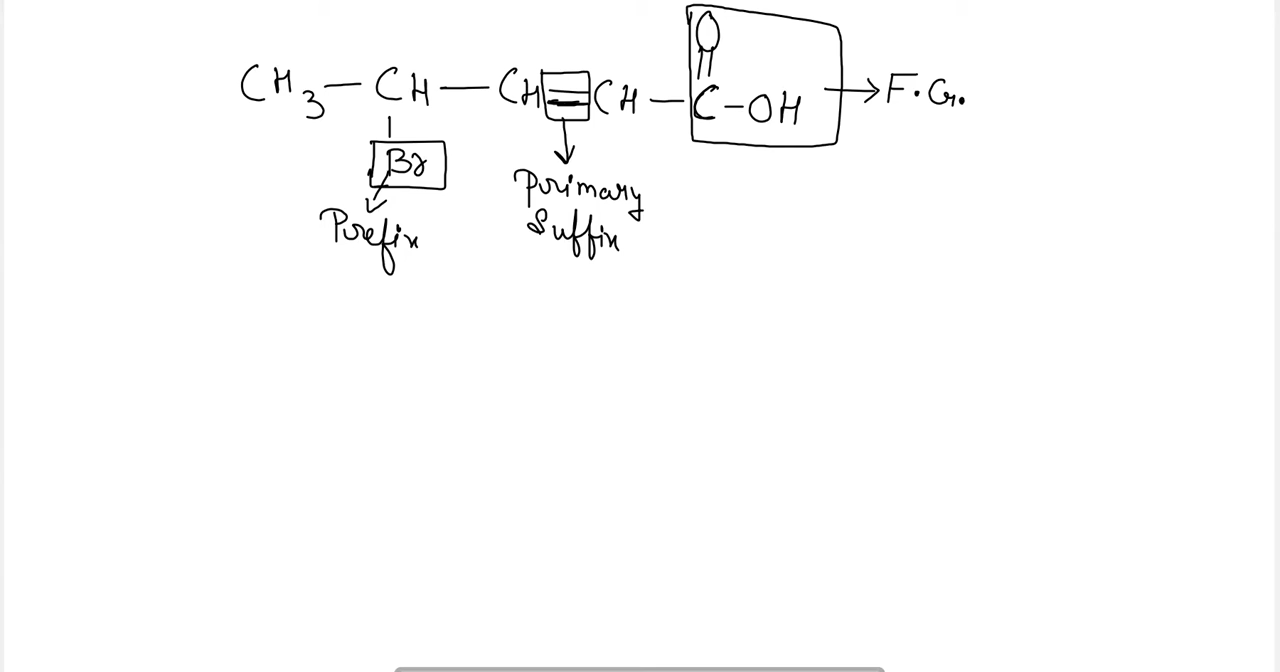 O
CH3 — CH — CH = CH — C - OH → F. G.
Br
Primary
Prefix
Suffix